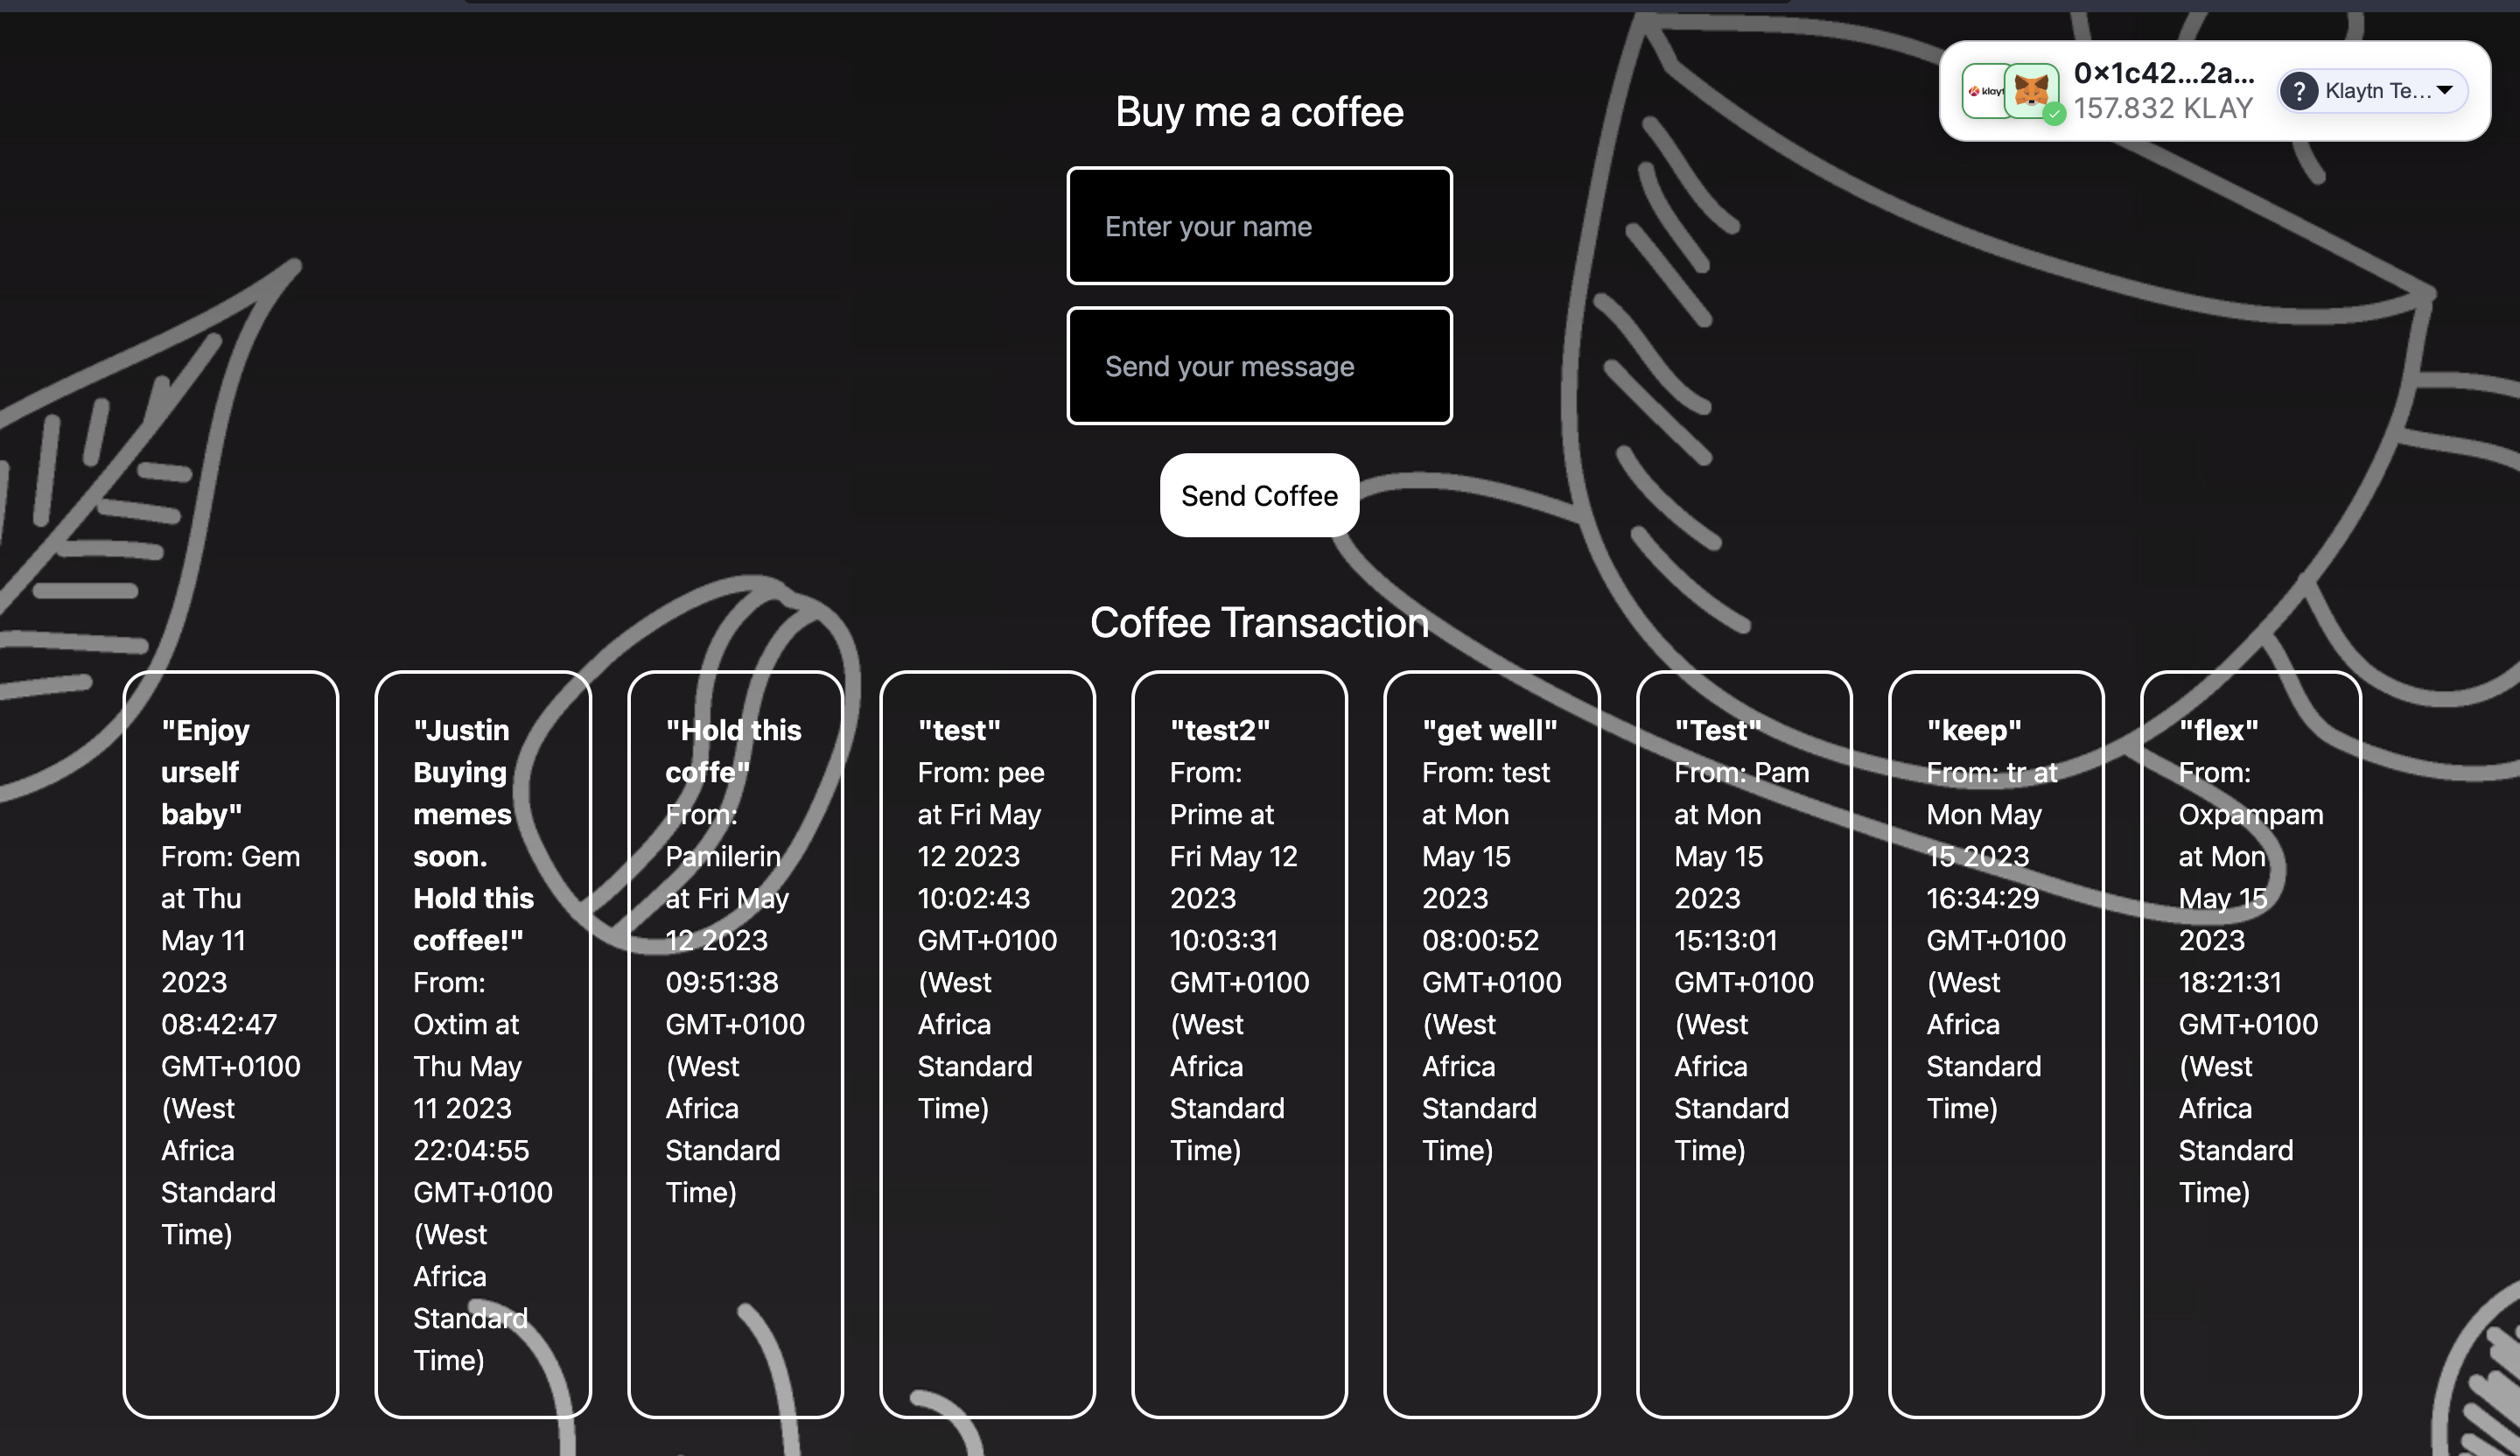 Buy me a coffee
0×1c42...2a...
157.832 KLAY
?
Klaytn Te...
Enter your name
Send your message
Send Coffee
Coffee Transaction
"Enjoy
urself
baby"
From: Gem
at Thu
May 11
2023
08:42:47
GMT+0100
(West
Africa
Standard
Time)
"Justin
Buying
memes
soon.
Hold this
coffee!"
From:
Oxtim at
Thu May
11 2023
22:04:55
GMT+0100
(West
Africa
Standard
Time)
"Hold this
coffe"
From:
Pamilerin
at Fri May
12 2023
09:51:38
GMT+0100
(West
Africa
Standard
Time)
"test"
From: pee
at Fri May
12 2023
10:02:43
GMT+0100
(West
Africa
Standard
Time)
"test2"
From:
Prime at
Fri May 12
2023
10:03:31
GMT+0100
(West
Africa
Standard
Time)
"get well"
From: test
at Mon
May 15
2023
08:00:52
GMT+0100
(West
Africa
Standard
Time)
"Test"
From: Pam
at Mon
May 15
2023
15:13:01
GMT+0100
(West
Africa
Standard
Time)
"keep"
From: tr at
Mon May
15 2023
16:34:29
GMT+0100
(West
Africa
Standard
Time)
"flex"
From:
Oxpampam
at Mon
May 15
2023
18:21:31
GMT+0100
(West
Africa
Standard
Time)